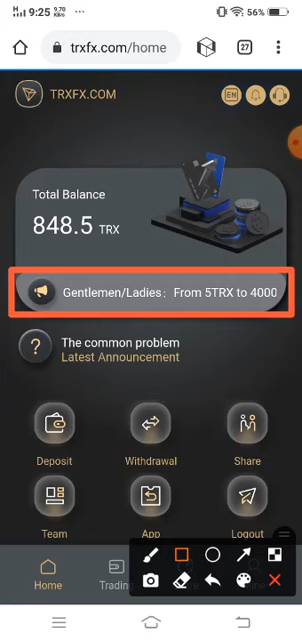 H 9:25 9.70 KB/s ... 56%
trxfx.com/home 27
TRXFX.COM EN
Total Balance
848.5 TRX
Gentlemen/Ladies： From 5TRX to 4000
? The common problem
Latest Announcement
Deposit Withdrawal Share
Team App Logout
Home Trading